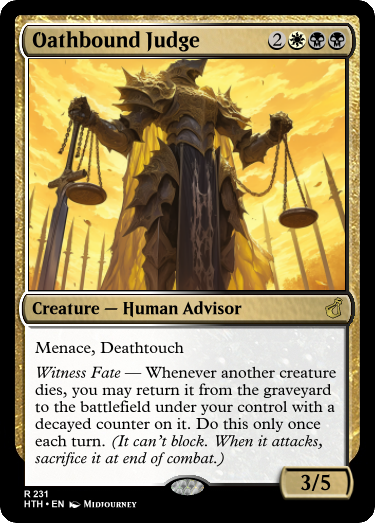 Oathbound Judge 2
Creature — Human Advisor
Menace, Deathtouch
Witness Fate — Whenever another creature
dies, you may return it from the graveyard
to the battlefield under your control with a
decayed counter on it. Do this only once
each turn. (It can't block. When it attacks,
sacrifice it at end of combat.)
3/5
R 231
HTH • EN Midjourney